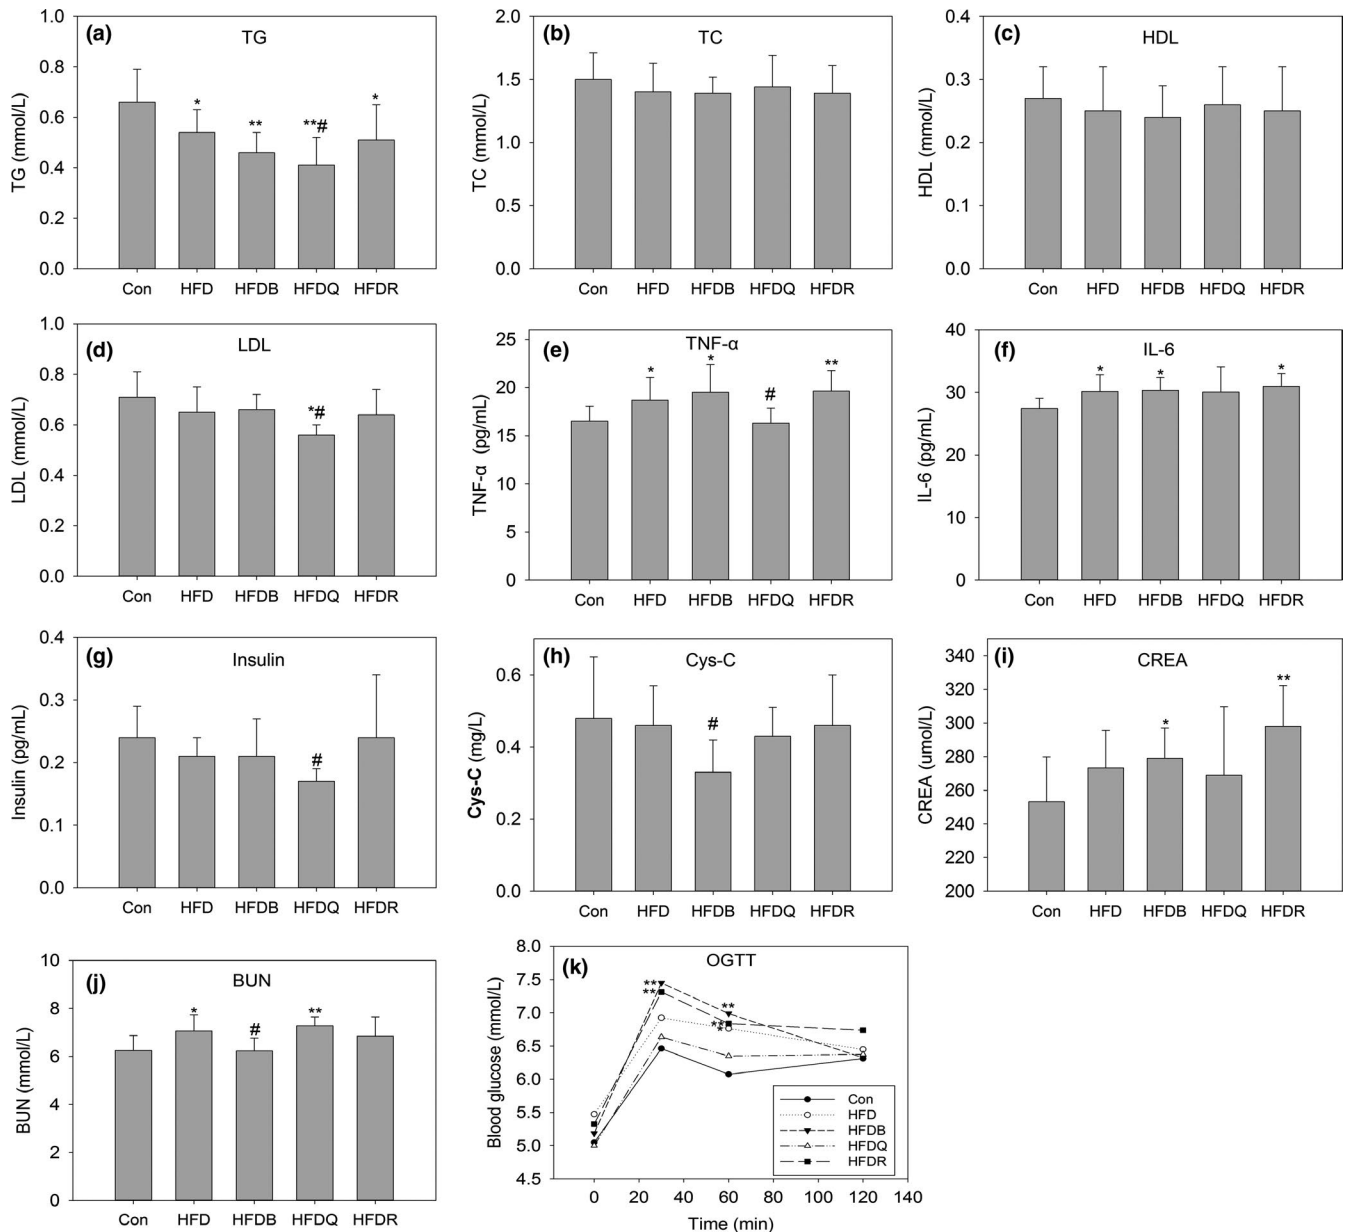 (a)
TG
TG (mmol/L)
1.0
0.8
0.6
0.4
0.2
0.0
*
**
**#
*
Con HFD HFDB HFDQ HFDR
(b)
TC
TC (mmol/L)
2.0
1.5
1.0
0.5
0.0
Con HFD HFDB HFDQ HFDR
(c)
HDL
HDL (mmol/L)
0.4
0.3
0.2
0.1
0.0
Con HFD HFDB HFDQ HFDR
(d)
LDL
LDL (mmol/L)
1.0
0.8
0.6
0.4
0.2
0.0
*#
Con HFD HFDB HFDQ HFDR
(e)
TNF-α
TNF-α (pg/mL)
25
20
15
10
5
0
*
*
#
**
Con HFD HFDB HFDQ HFDR
(f)
IL-6
IL-6 (pg/mL)
40
30
20
10
0
*
*
*
Con HFD HFDB HFDQ HFDR
(g)
Insulin
Insulin (pg/mL)
0.4
0.3
0.2
0.1
0.0
#
Con HFD HFDB HFDQ HFDR
(h)
Cys-C
Cys-C (mg/L)
0.6
0.4
0.2
0.0
#
Con HFD HFDB HFDQ HFDR
(i)
CREA
CREA (umol/L)
340
320
300
280
260
240
220
200
*
**
Con HFD HFDB HFDQ HFDR
(j)
BUN
BUN (mmol/L)
10
8
6
4
2
0
*
#
**
Con HFD HFDB HFDQ HFDR
(k)
OGTT
Blood glucose (mmol/L)
8.0
7.5
7.0
6.5
6.0
5.5
5.0
4.5
**
**
**
**
*
Con
HFD
HFDB
HFDQ
HFDR
0 20 40 60 80 100 120 140
Time (min)